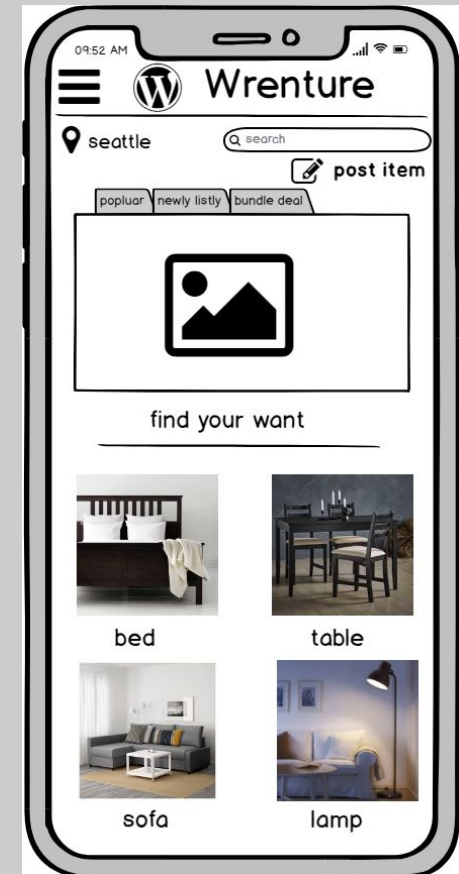 09:52 AM
Wrenture
seattle
search
post item
popluar newly listly bundle deal
find your want
bed table
sofa lamp